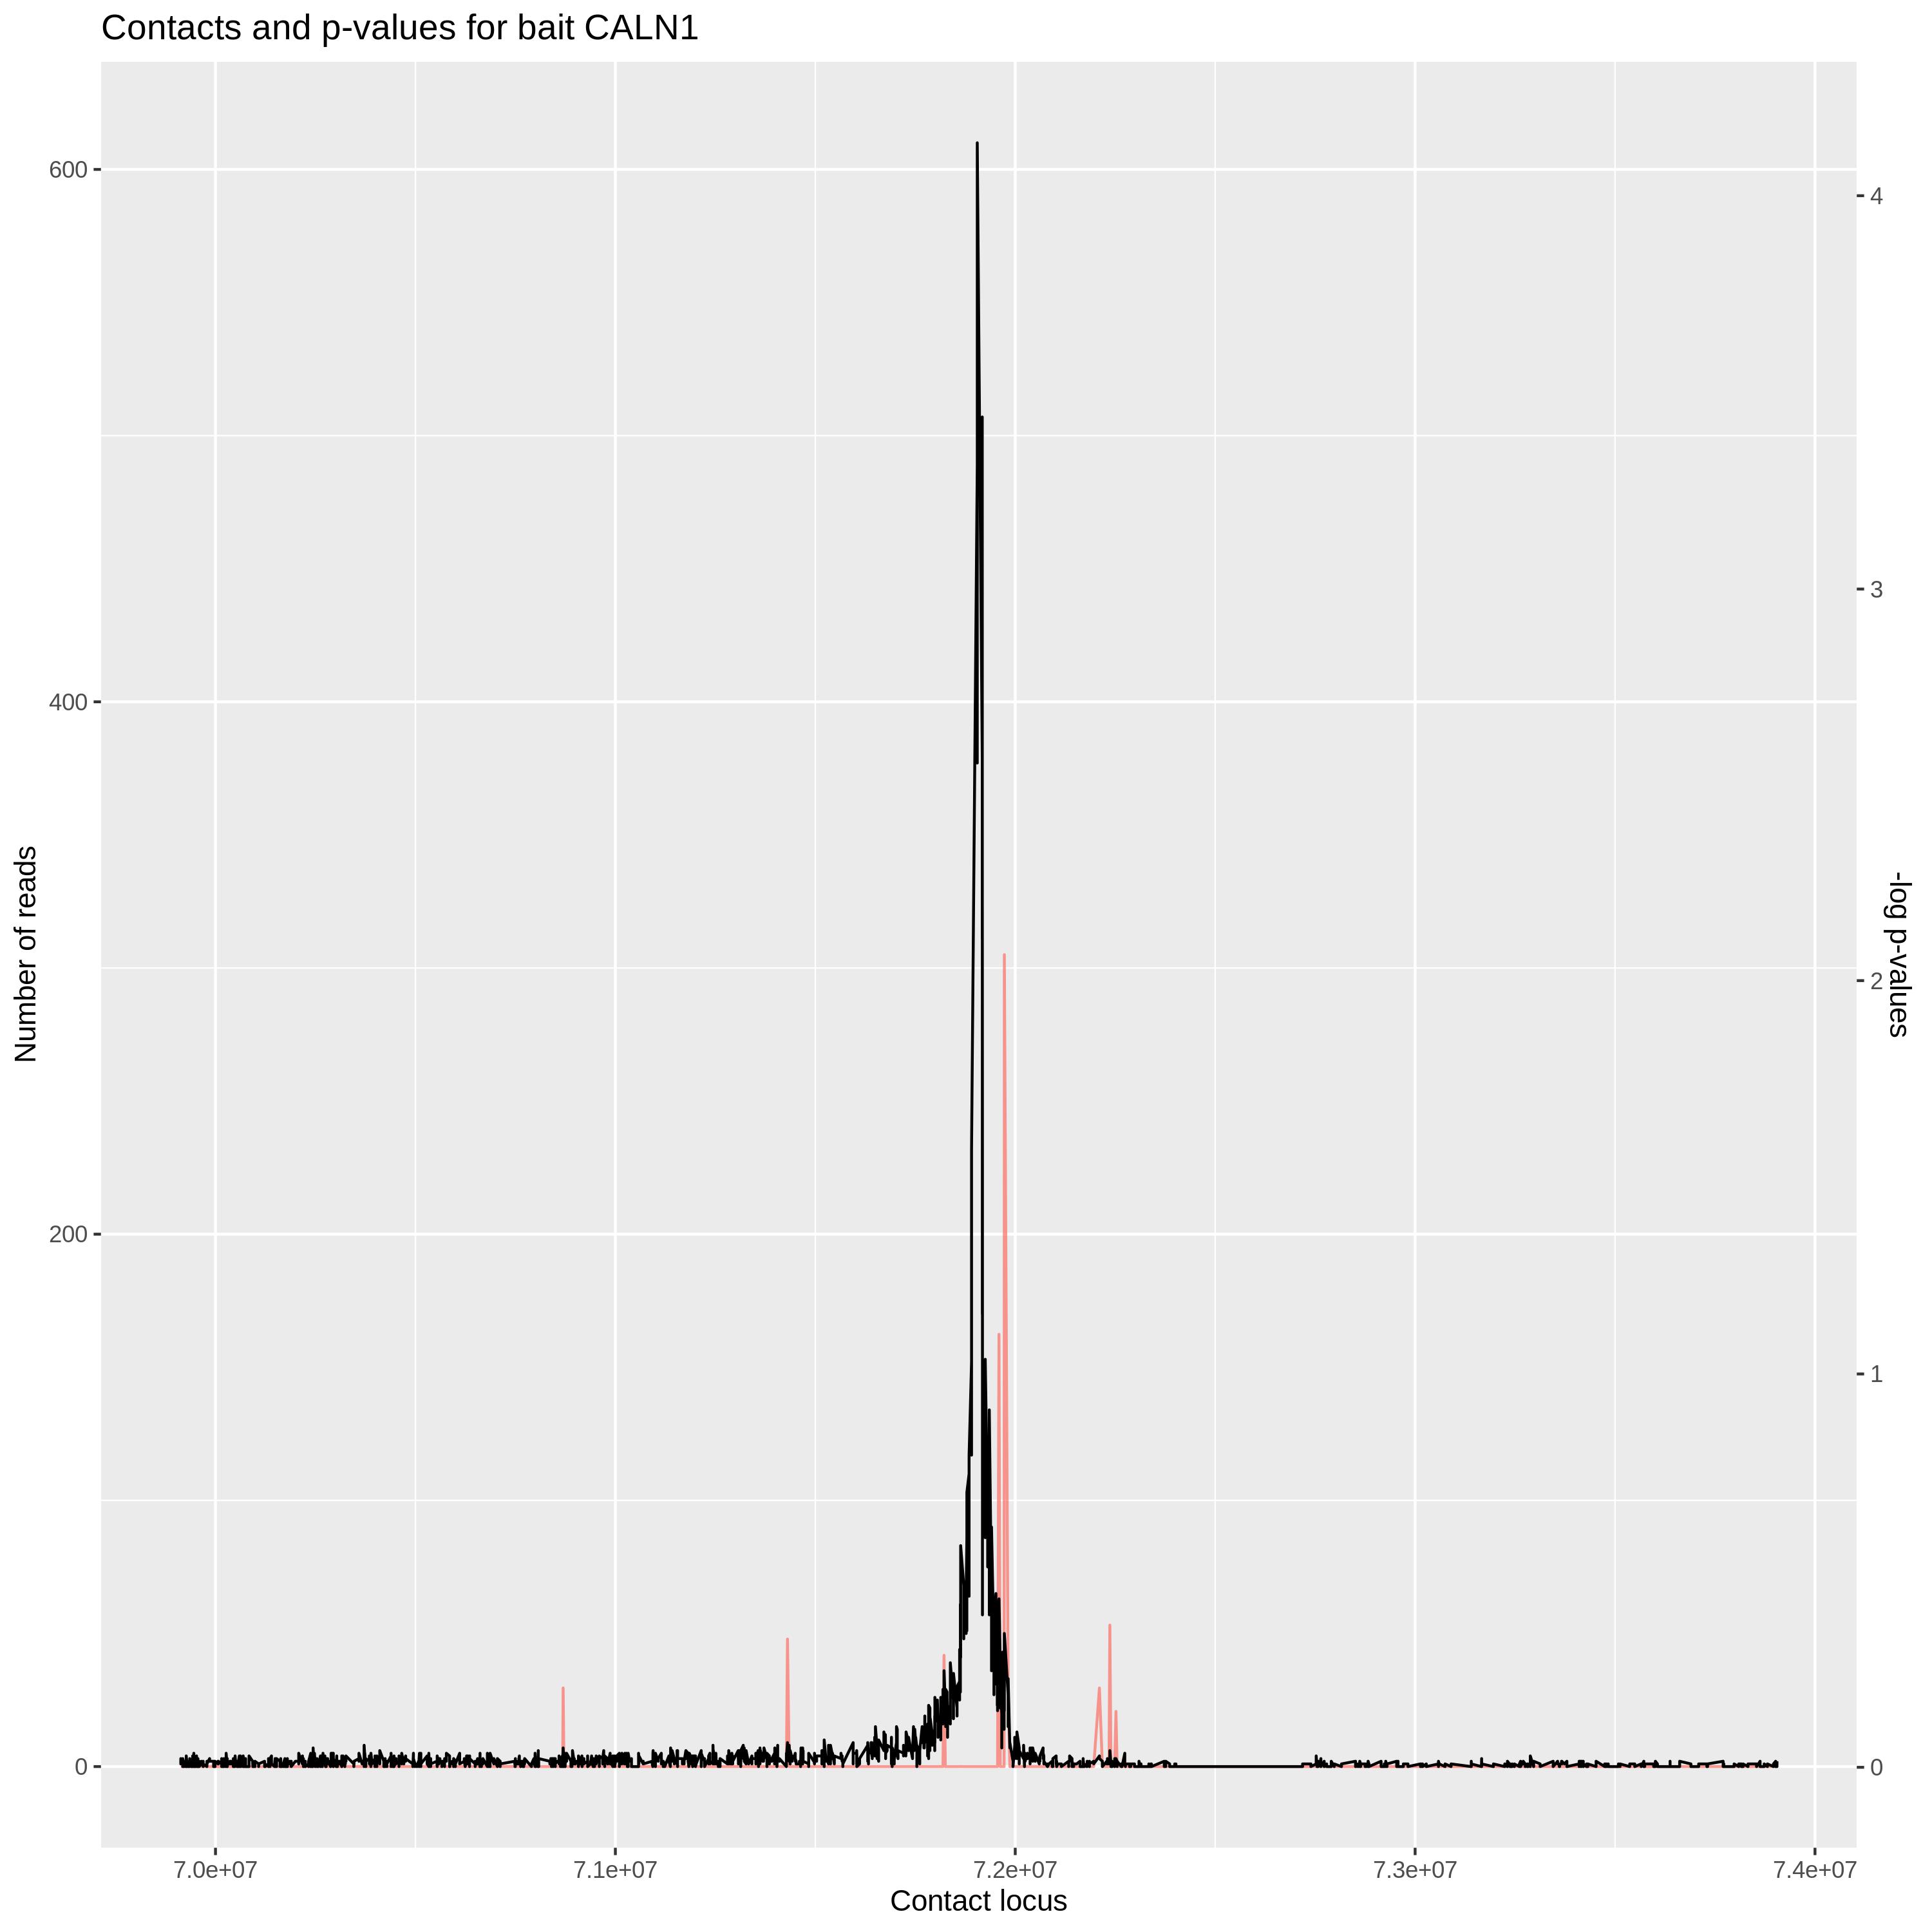 Contacts and p-values for bait CALN1
Number of reads
600
400
200
0
4
3
2
1
0
-log p-values
7.0e+07
7.1e+07
7.2e+07
7.3e+07
7.4e+07
Contact locus